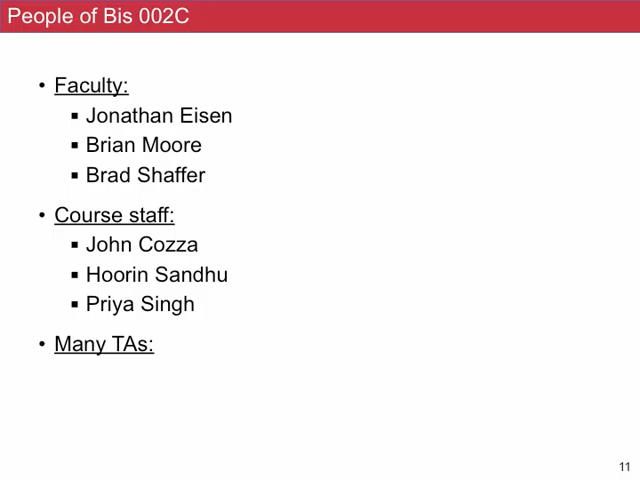 People of Bis 002C
• Faculty:
▪ Jonathan Eisen
▪ Brian Moore
▪ Brad Shaffer
• Course staff:
▪ John Cozza
▪ Hoorin Sandhu
▪ Priya Singh
• Many TAs:
11